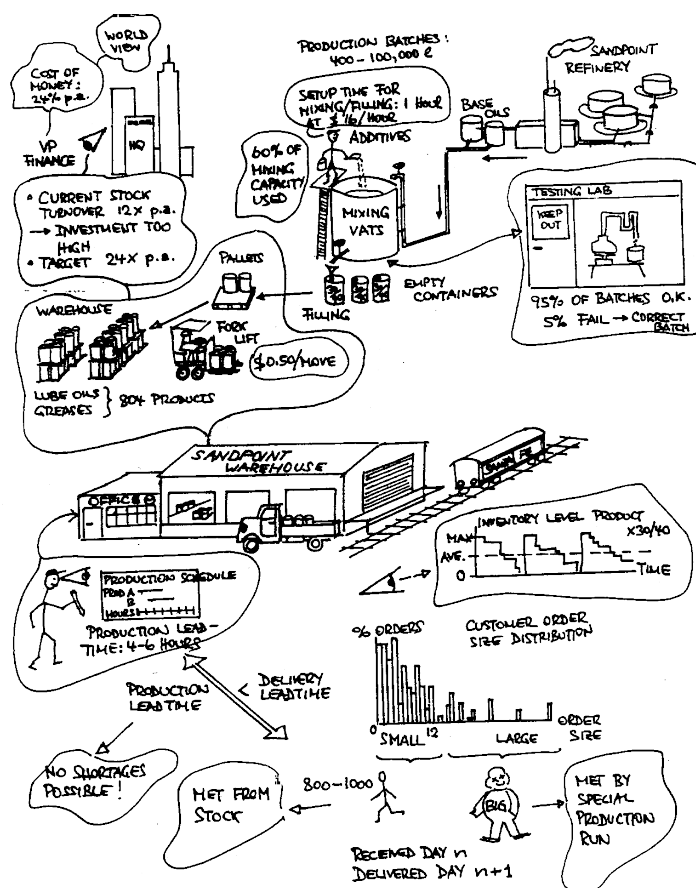 WORLD
VIEW
COST OF
MONEY:
24% p.a.
VP
FINANCE
HQ
• CURRENT STOCK
TURNOVER 12X p.a.
→ INVESTMENT TOO
HIGH
• TARGET 24X p.a.
PRODUCTION BATCHES:
400 – 100,000 ℓ
SETUP TIME FOR
MIXING/FILLING: 1 HOUR
AT $16/HOUR
ADDITIVES
60% OF
MIXING
CAPACITY
USED
MIXING
VATS
BASE
OILS
SANDPOINT
REFINERY
TESTING LAB
KEEP
OUT
95% OF BATCHES O.K.
5% FAIL → CORRECT
BATCH
EMPTY
CONTAINERS
FILLING
PALLETS
WAREHOUSE
FORK
LIFT
$0.50/MOVE
LUBE OILS
GREASES } 804 PRODUCTS
SANDPOINT
WAREHOUSE
OFFICE
SANTA FE
INVENTORY LEVEL PRODUCT
X30/40
MAX
AVE.
0
TIME
PRODUCTION SCHEDULE
PROD A
B
HOURS
PRODUCTION LEAD-
TIME: 4-6 HOURS
PRODUCTION
LEADTIME
< DELIVERY
LEADTIME
NO SHORTAGES
POSSIBLE!
CUSTOMER ORDER
SIZE DISTRIBUTION
% ORDERS
0
12
SMALL
LARGE
ORDER
SIZE
MET FROM
STOCK
800-1000
BIG
MET BY
SPECIAL
PRODUCTION
RUN
RECEIVED DAY n
DELIVERED DAY n+1